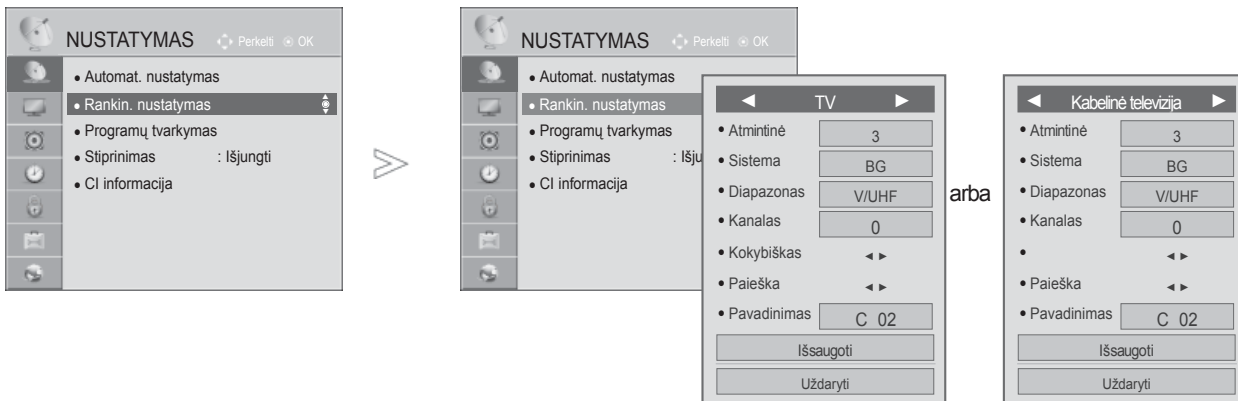 NUSTATYMAS Perkelti OK
• Automat. nustatymas
• Rankin. nustatymas
• Programų tvarkymas
• Stiprinimas : Išjungti
• CI informacija
NUSTATYMAS Perkelti OK
• Automat. nustatymas
• Rankin. nustatymas
• Programų tvarkymas
• Stiprinimas : Išju
• CI informacija
◄ TV ►
• Atmintinė 3
• Sistema BG
• Diapazonas V/UHF
• Kanalas 0
• Kokybiškas ◄ ►
• Paieška ◄ ►
• Pavadinimas C 02
Išsaugoti
Uždaryti
arba
◄ Kabelinė televizija ►
• Atmintinė 3
• Sistema BG
• Diapazonas V/UHF
• Kanalas 0
• ◄ ►
• Paieška ◄ ►
• Pavadinimas C 02
Išsaugoti
Uždaryti